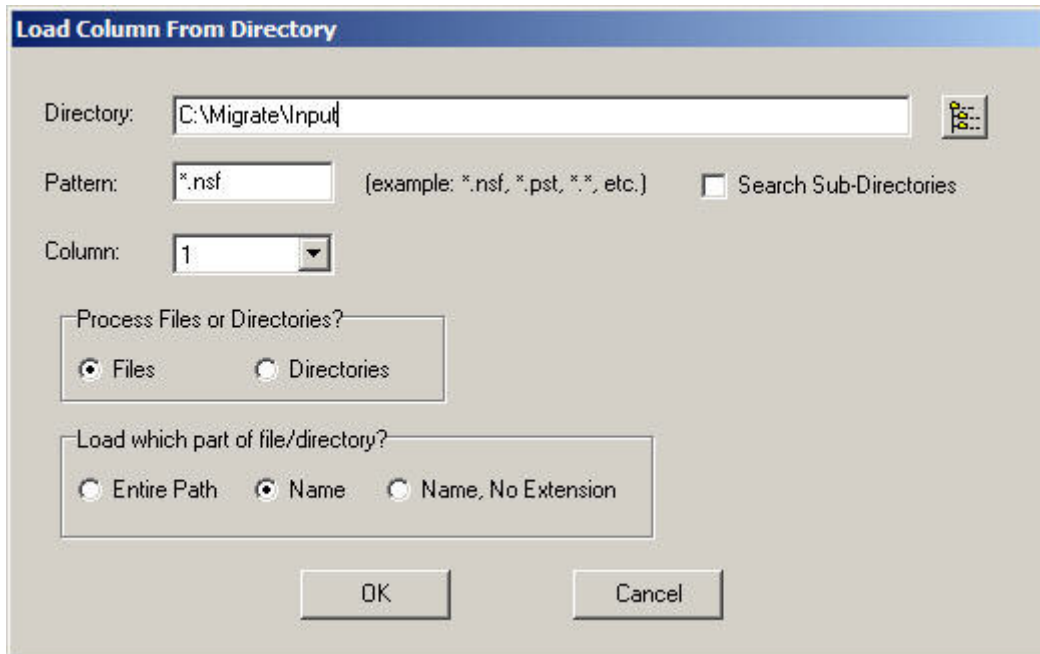 Load Column From Directory
Directory: C:\Migrate\Input
Pattern: *.nsf (example: *.nsf, *.pst, *.*, etc.) Search Sub-Directories
Column: 1
Process Files or Directories?
Files Directories
Load which part of file/directory?
Entire Path Name Name, No Extension
OK Cancel